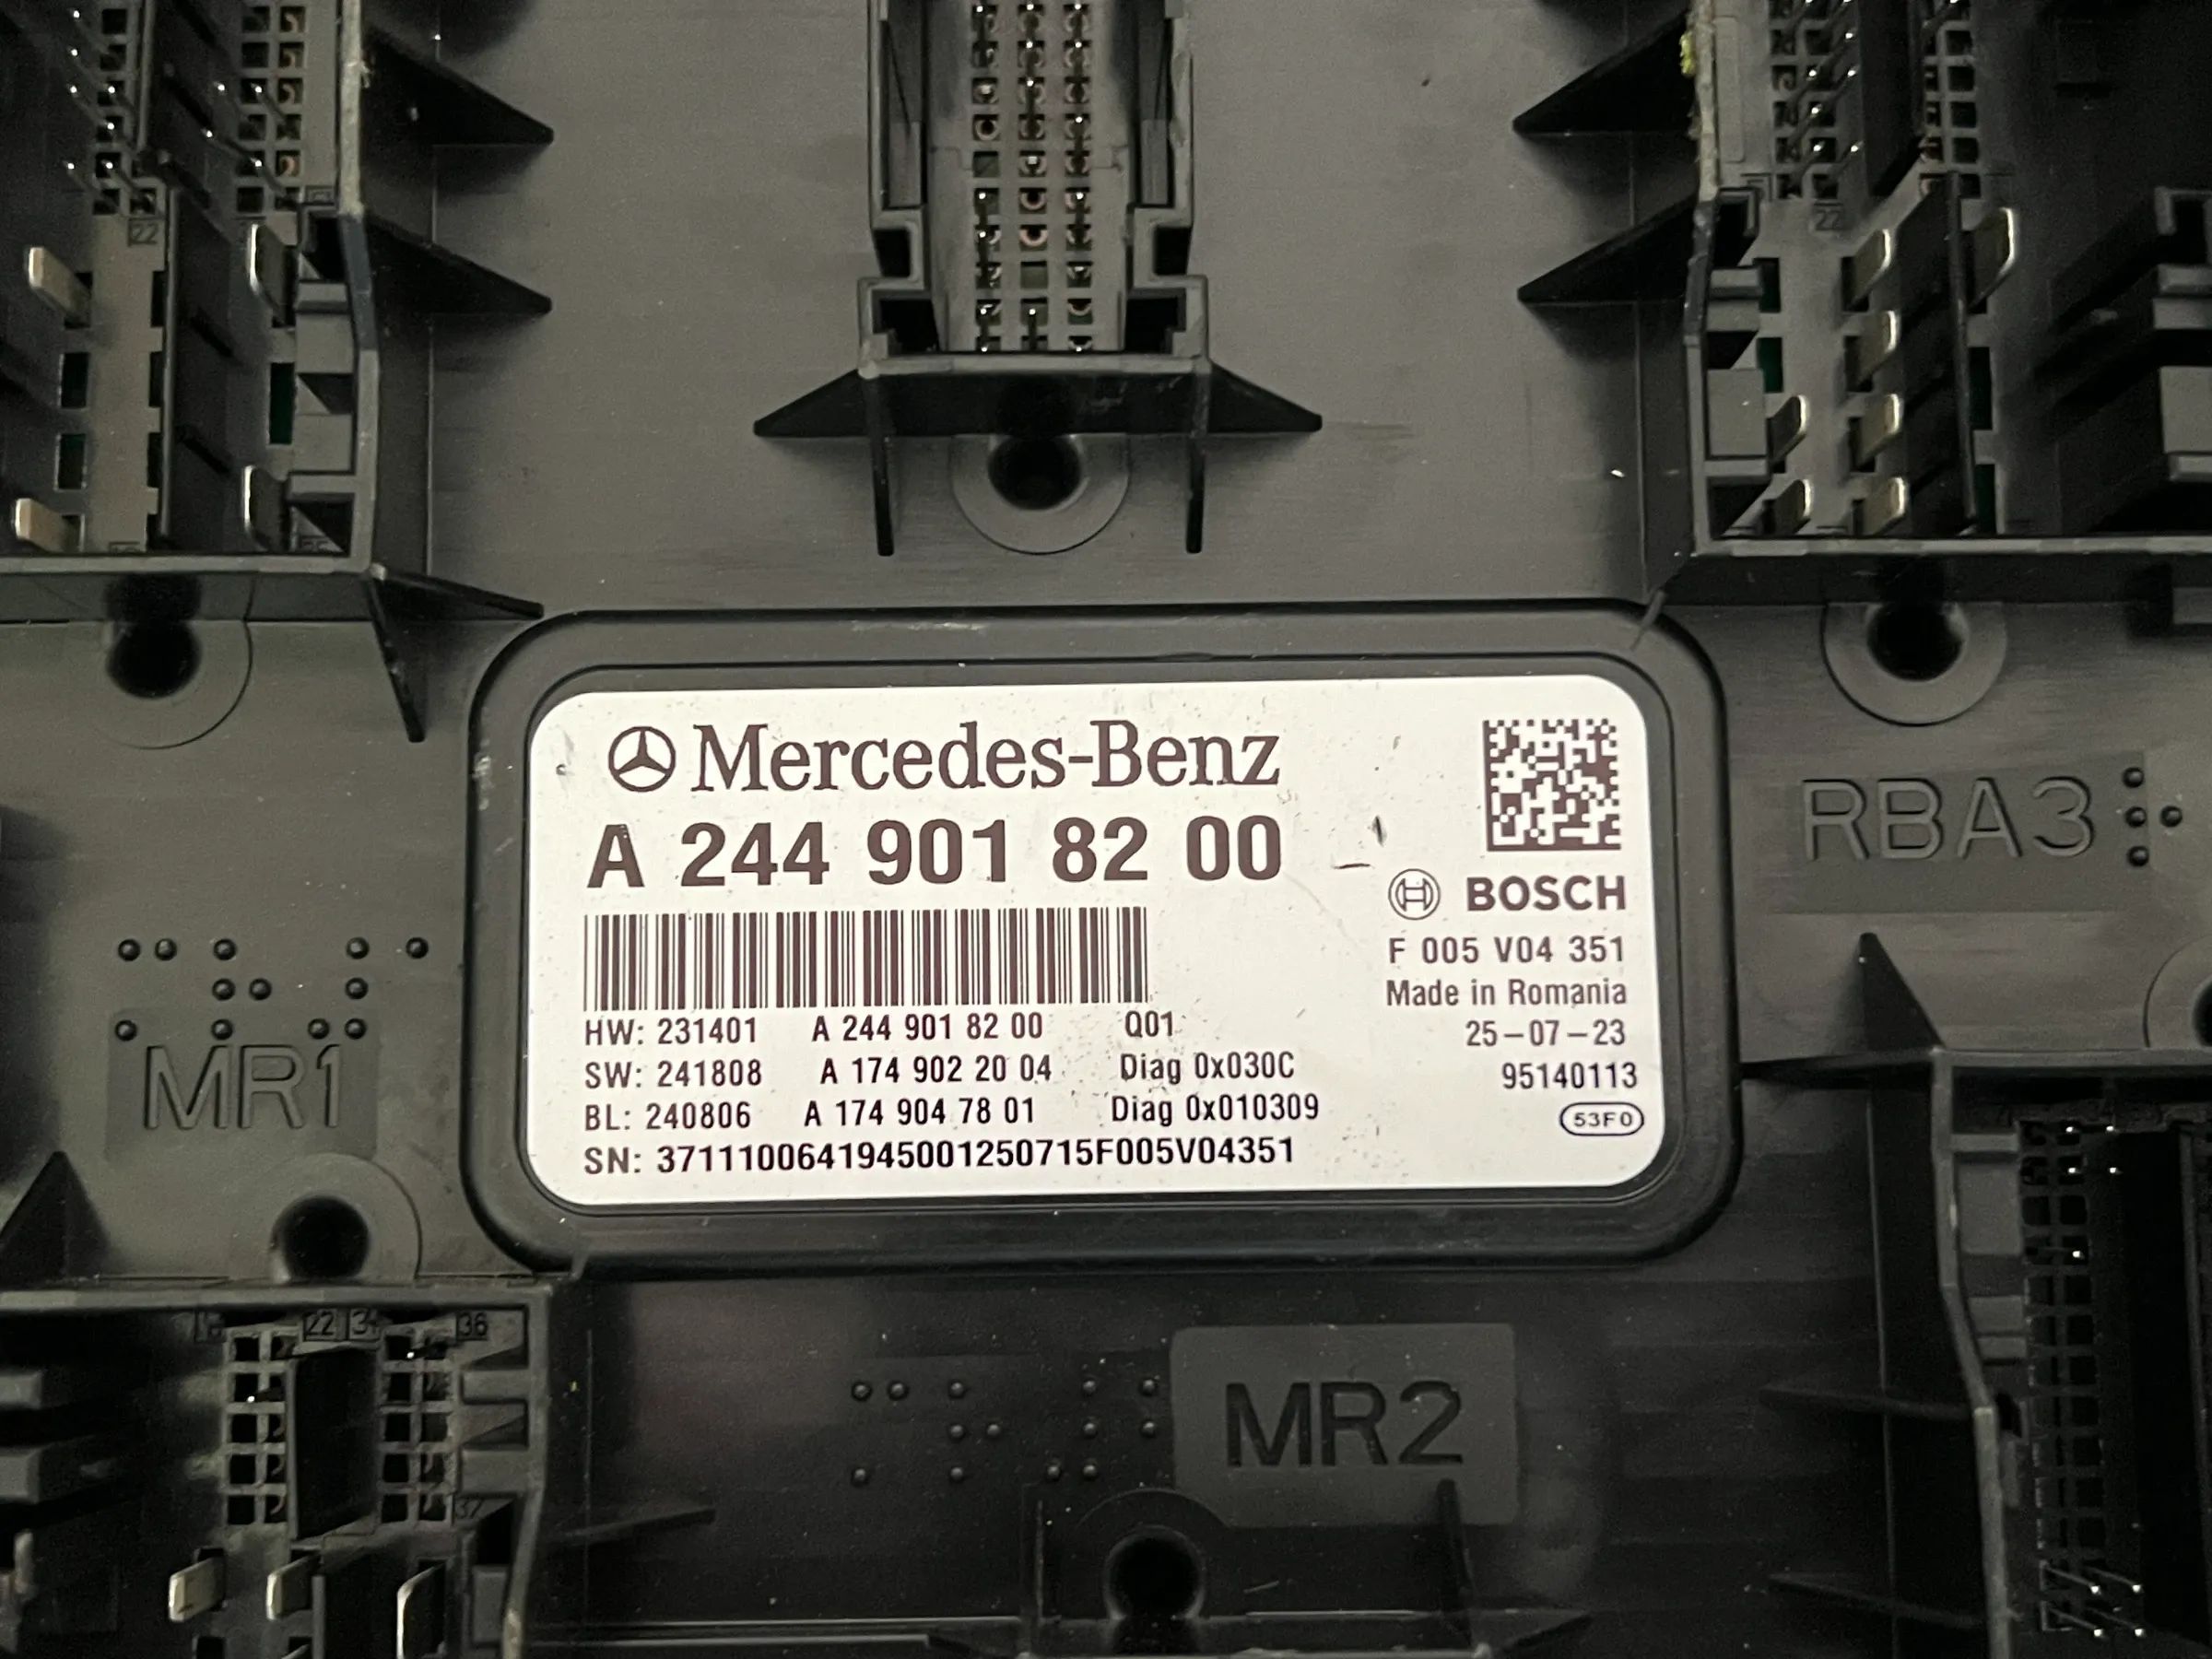 22
22
Mercedes-Benz
A 244 901 82 00
BOSCH
F 005 V04 351
Made in Romania
25-07-23
95140113
53F0
HW: 231401 A 244 901 82 00 Q01
SW: 241808 A 174 902 20 04 Diag 0x030C
BL: 240806 A 174 904 78 01 Diag 0x010309
SN: 3711100641945001250715F005V04351
RBA3
MR1
22 36
MR2